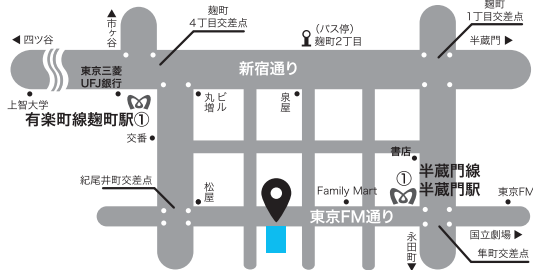 麹町
4丁目交差点
▲市ヶ谷
◀ 四ツ谷
(バス停)
麹町2丁目
麹町
1丁目交差点
半蔵門 ▶
新宿通り
東京三菱
UFJ銀行
上智大学
有楽町線麹町駅①
交番
丸増ビル
泉屋
書店
①
半蔵門線
半蔵門駅
紀尾井町交差点
松屋
Family Mart
東京FM
東京FM通り
永田町▼
国立劇場 ▶
隼町交差点